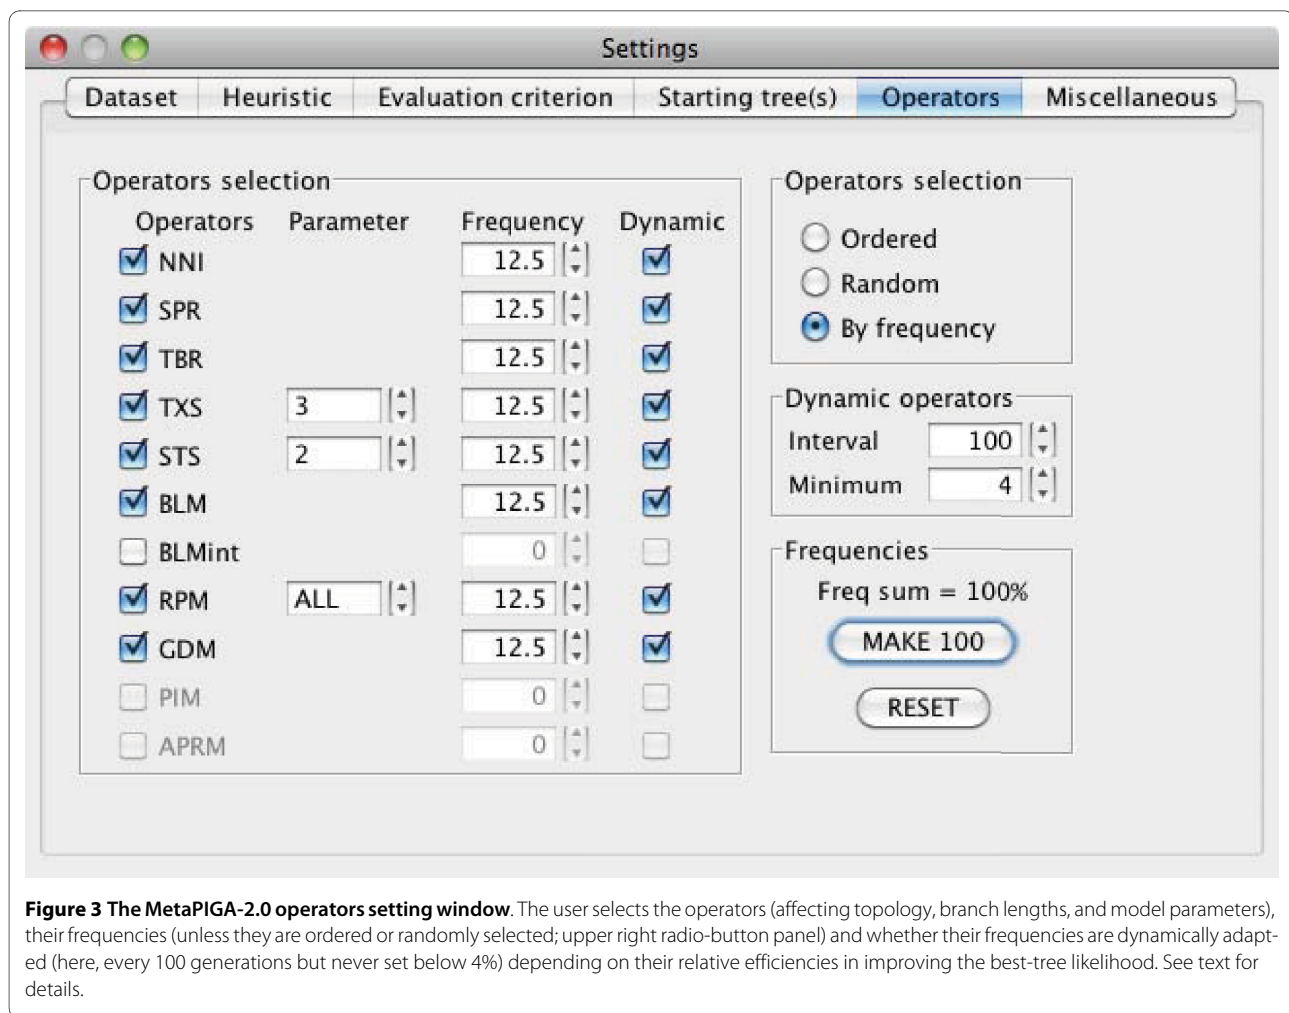 Settings
Dataset Heuristic Evaluation criterion Starting tree(s) Operators Miscellaneous
Operators selection
Operators Parameter Frequency Dynamic
NNI 12.5
SPR 12.5
TBR 12.5
TXS 3 12.5
STS 2 12.5
BLM 12.5
BLMint 0
RPM ALL 12.5
GDM 12.5
PIM 0
APRM 0
Operators selection
Ordered
Random
By frequency
Dynamic operators
Interval 100
Minimum 4
Frequencies
Freq sum = 100%
MAKE 100
RESET
Figure 3 The MetaPIGA-2.0 operators setting window. The user selects the operators (affecting topology, branch lengths, and model parameters),
their frequencies (unless they are ordered or randomly selected; upper right radio-button panel) and whether their frequencies are dynamically adapt-
ed (here, every 100 generations but never set below 4%) depending on their relative efficiencies in improving the best-tree likelihood. See text for
details.